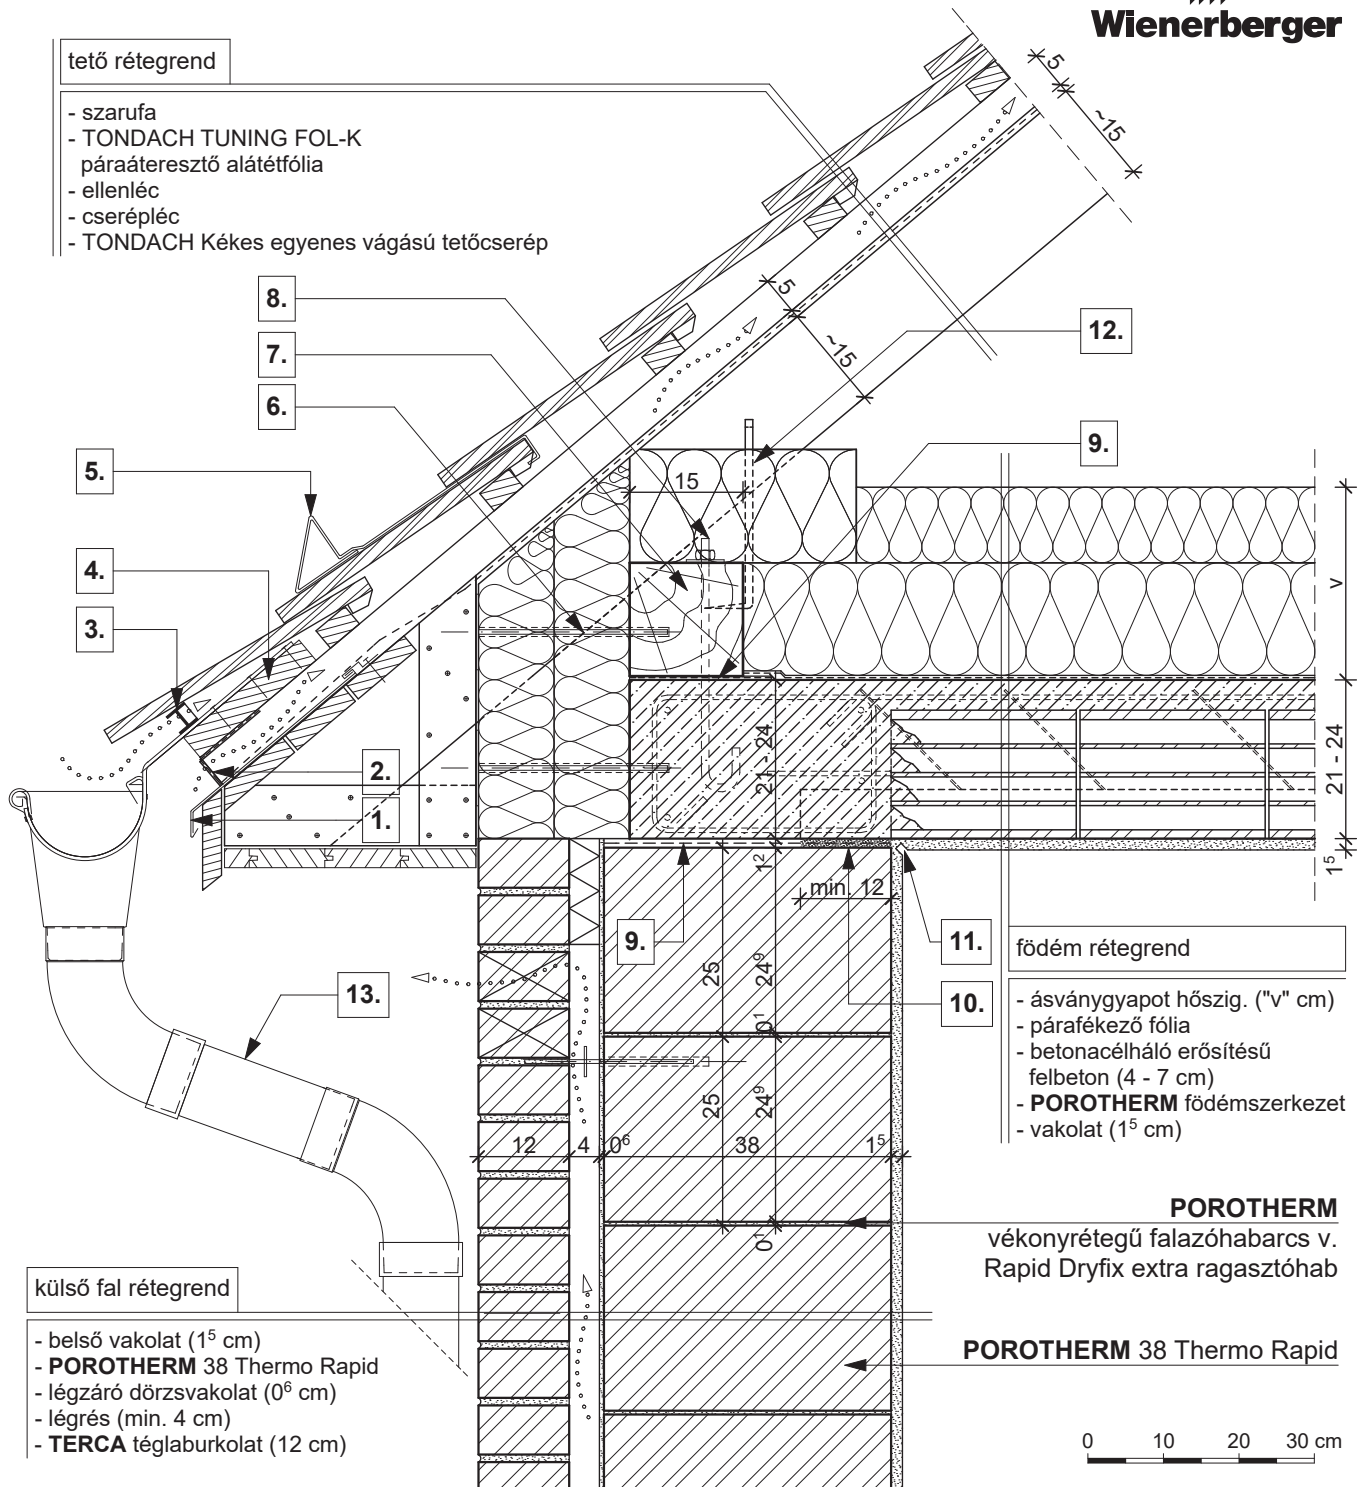 Wienerberger
tető rétegrend
- szarufa
- TONDACH TUNING FOL-K
páraáteresztő alátétfólia
- ellenléc
- cserépléc
- TONDACH Kékes egyenes vágású tetőcserép
5
~15
8.
7.
6.
5
~15
12.
9.
5.
4.
3.
15
v
2.
1.
21 - 24
21 - 24
1⁵
1²
min. 12
9.
11.
10.
13.
25
24⁹
0¹
25
24⁹
0¹
12
4
0⁶
38
1⁵
födém rétegrend
- ásványgyapot hőszig. ("v" cm)
- párafékező fólia
- betonacélháló erősítésű
felbeton (4 - 7 cm)
- POROTHERM födémszerkezet
- vakolat (1⁵ cm)
POROTHERM
vékonyrétegű falazóhabarcs v.
Rapid Dryfix extra ragasztóhab
POROTHERM 38 Thermo Rapid
külső fal rétegrend
- belső vakolat (1⁵ cm)
- POROTHERM 38 Thermo Rapid
- légzáró dörzsvakolat (0⁶ cm)
- légrés (min. 4 cm)
- TERCA téglaburkolat (12 cm)
0 10 20 30 cm